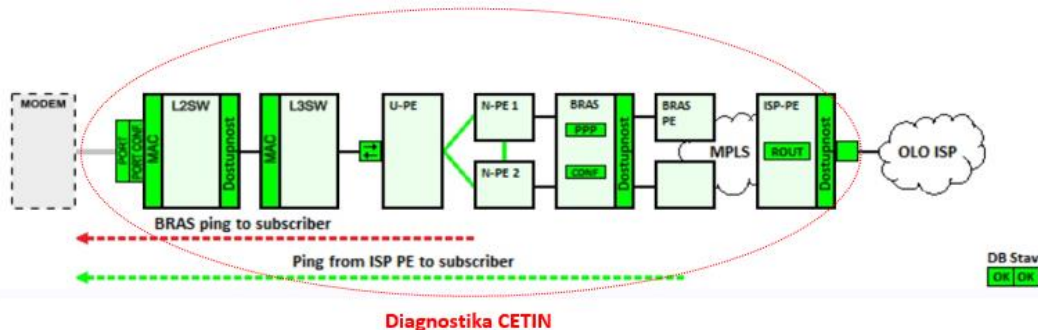 MODEM
PORT
PORT CONF
MAC
L2SW
Dostupnost
MAC
L3SW
U-PE
N-PE 1
N-PE 2
BRAS
PPP
CONF
Dostupnost
BRAS
PE
MPLS
ISP-PE
ROUT
Dostupnost
OLO ISP
BRAS ping to subscriber
Ping from ISP PE to subscriber
DB Stav
OK OK
Diagnostika CETIN